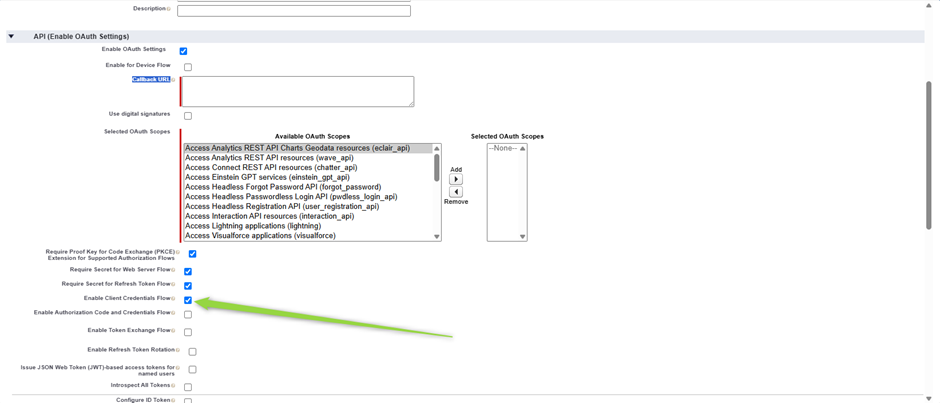 Description
API (Enable OAuth Settings)
Enable OAuth Settings
Enable for Device Flow
Callback URL
Use digital signatures
Selected OAuth Scopes
Available OAuth Scopes
Selected OAuth Scopes
Access Analytics REST API Charts Geodata resources (eclair_api)
Access Analytics REST API resources (wave_api)
Access Connect REST API resources (chatter_api)
Access Einstein GPT services (einstein_gpt_api)
Access Headless Forgot Password API (forgot_password)
Access Headless Passwordless Login API (pwdless_login_api)
Access Headless Registration API (user_registration_api)
Access Interaction API resources (interaction_api)
Access Lightning applications (lightning)
Access Visualforce applications (visualforce)
Add
Remove
--None--
Require Proof Key for Code Exchange (PKCE)
Extension for Supported Authorization Flows
Require Secret for Web Server Flow
Require Secret for Refresh Token Flow
Enable Client Credentials Flow
Enable Authorization Code and Credentials Flow
Enable Token Exchange Flow
Enable Refresh Token Rotation
Issue JSON Web Token (JWT)-based access tokens for
named users
Introspect All Tokens
Configure ID Token